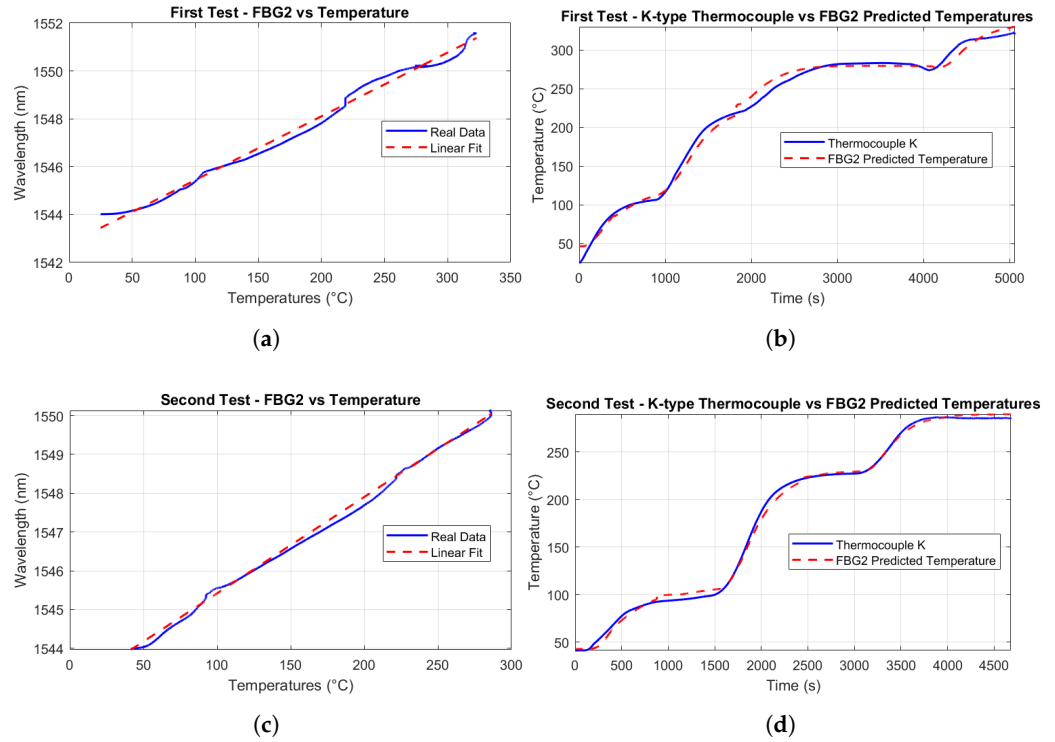 First Test - FBG2 vs Temperature
Wavelength (nm)
1552
1550
1548
1546
1544
1542
0
50
100
150
200
250
300
350
Temperatures (°C)
Real Data
Linear Fit
(a)
First Test - K-type Thermocouple vs FBG2 Predicted Temperatures
Temperature (°C)
300
250
200
150
100
50
0
1000
2000
3000
4000
5000
Time (s)
Thermocouple K
FBG2 Predicted Temperature
(b)
Second Test - FBG2 vs Temperature
Wavelength (nm)
1550
1549
1548
1547
1546
1545
1544
0
50
100
150
200
250
300
Temperatures (°C)
Real Data
Linear Fit
(c)
Second Test - K-type Thermocouple vs FBG2 Predicted Temperatures
Temperature (°C)
250
200
150
100
50
0
500
1000
1500
2000
2500
3000
3500
4000
4500
Time (s)
Thermocouple K
FBG2 Predicted Temperature
(d)